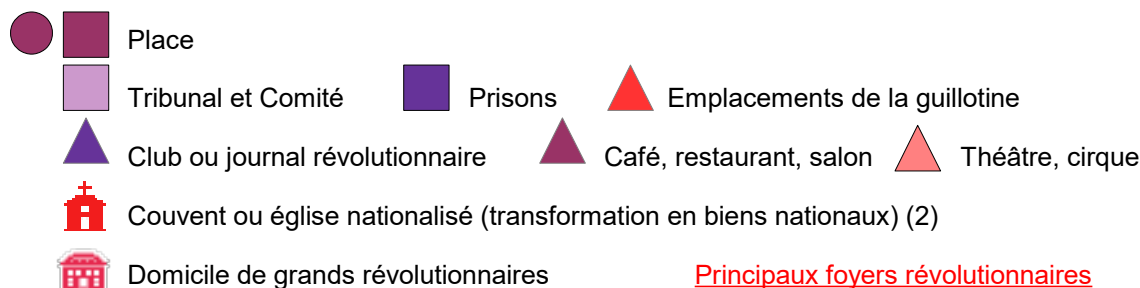 Place
Tribunal et Comité Prisons Emplacements de la guillotine
Club ou journal révolutionnaire Café, restaurant, salon Théâtre, cirque
Couvent ou église nationalisé (transformation en biens nationaux) (2)
Domicile de grands révolutionnaires Principaux foyers révolutionnaires